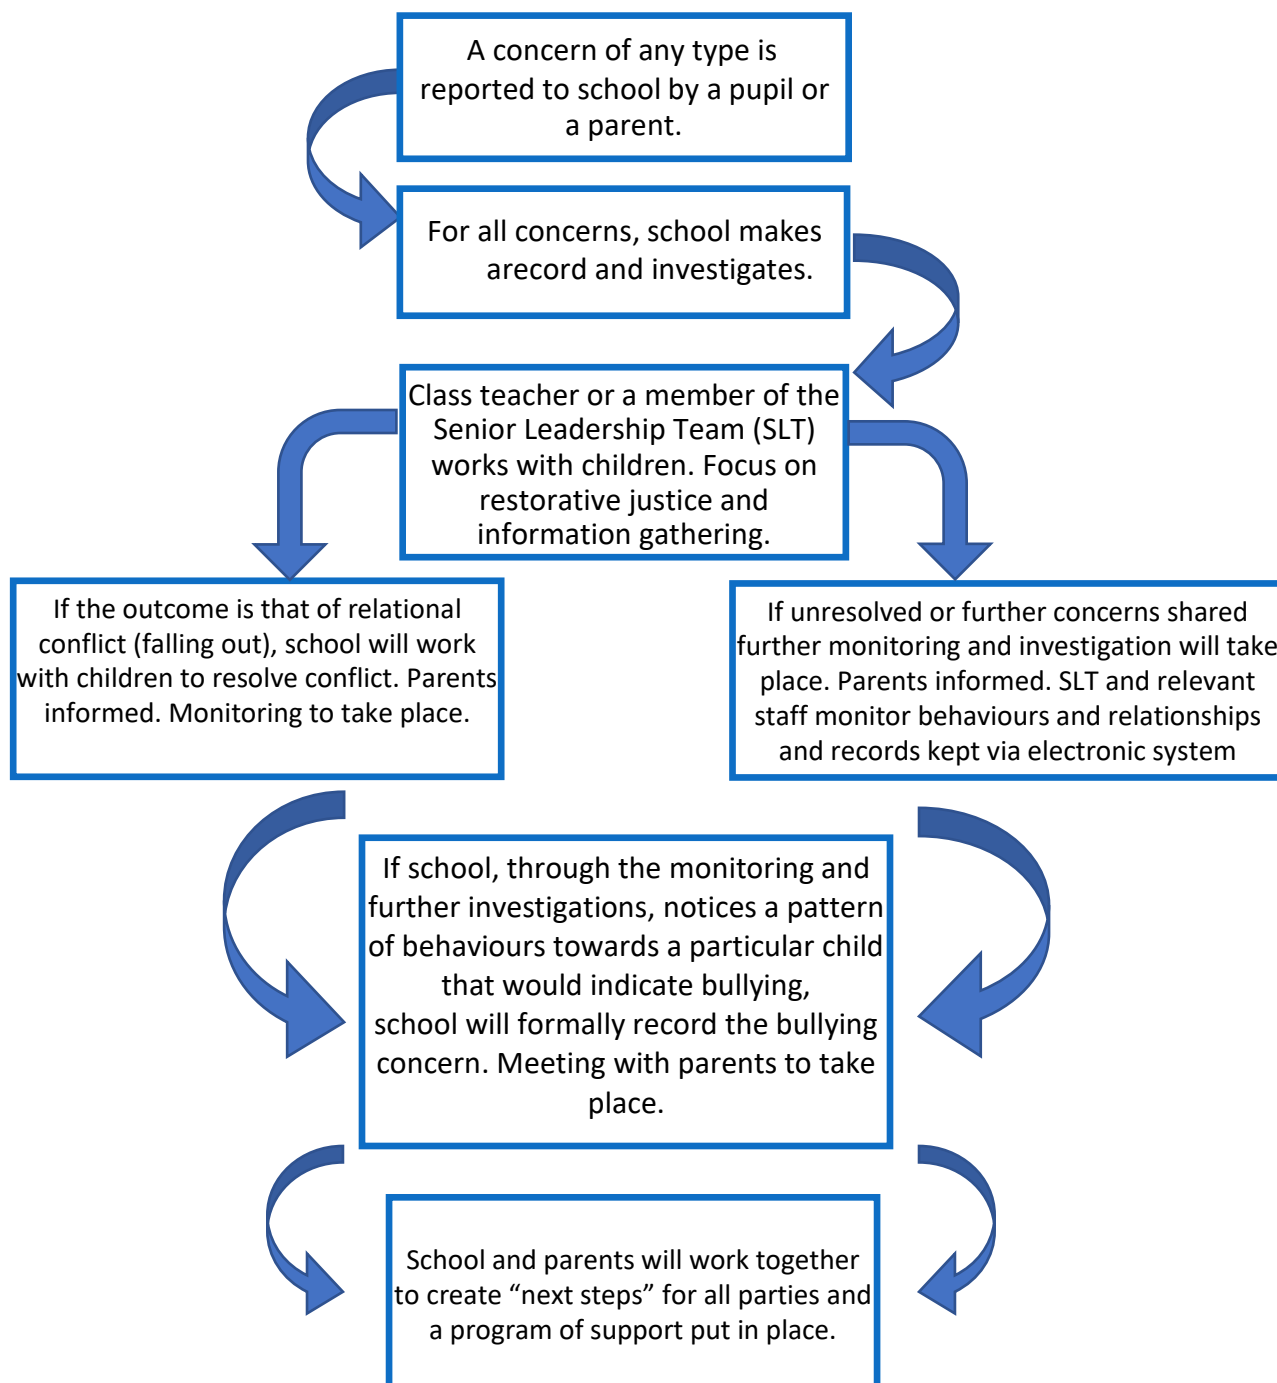 A concern of any type is
reported to school by a pupil or
a parent.
For all concerns, school makes
arecord and investigates.
Class teacher or a member of the
Senior Leadership Team (SLT)
works with children. Focus on
restorative justice and
information gathering.
If the outcome is that of relational
conflict (falling out), school will work
with children to resolve conflict. Parents
informed. Monitoring to take place.
If unresolved or further concerns shared
further monitoring and investigation will take
place. Parents informed. SLT and relevant
staff monitor behaviours and relationships
and records kept via electronic system
If school, through the monitoring and
further investigations, notices a pattern
of behaviours towards a particular child
that would indicate bullying,
school will formally record the bullying
concern. Meeting with parents to take
place.
School and parents will work together
to create “next steps” for all parties and
a program of support put in place.